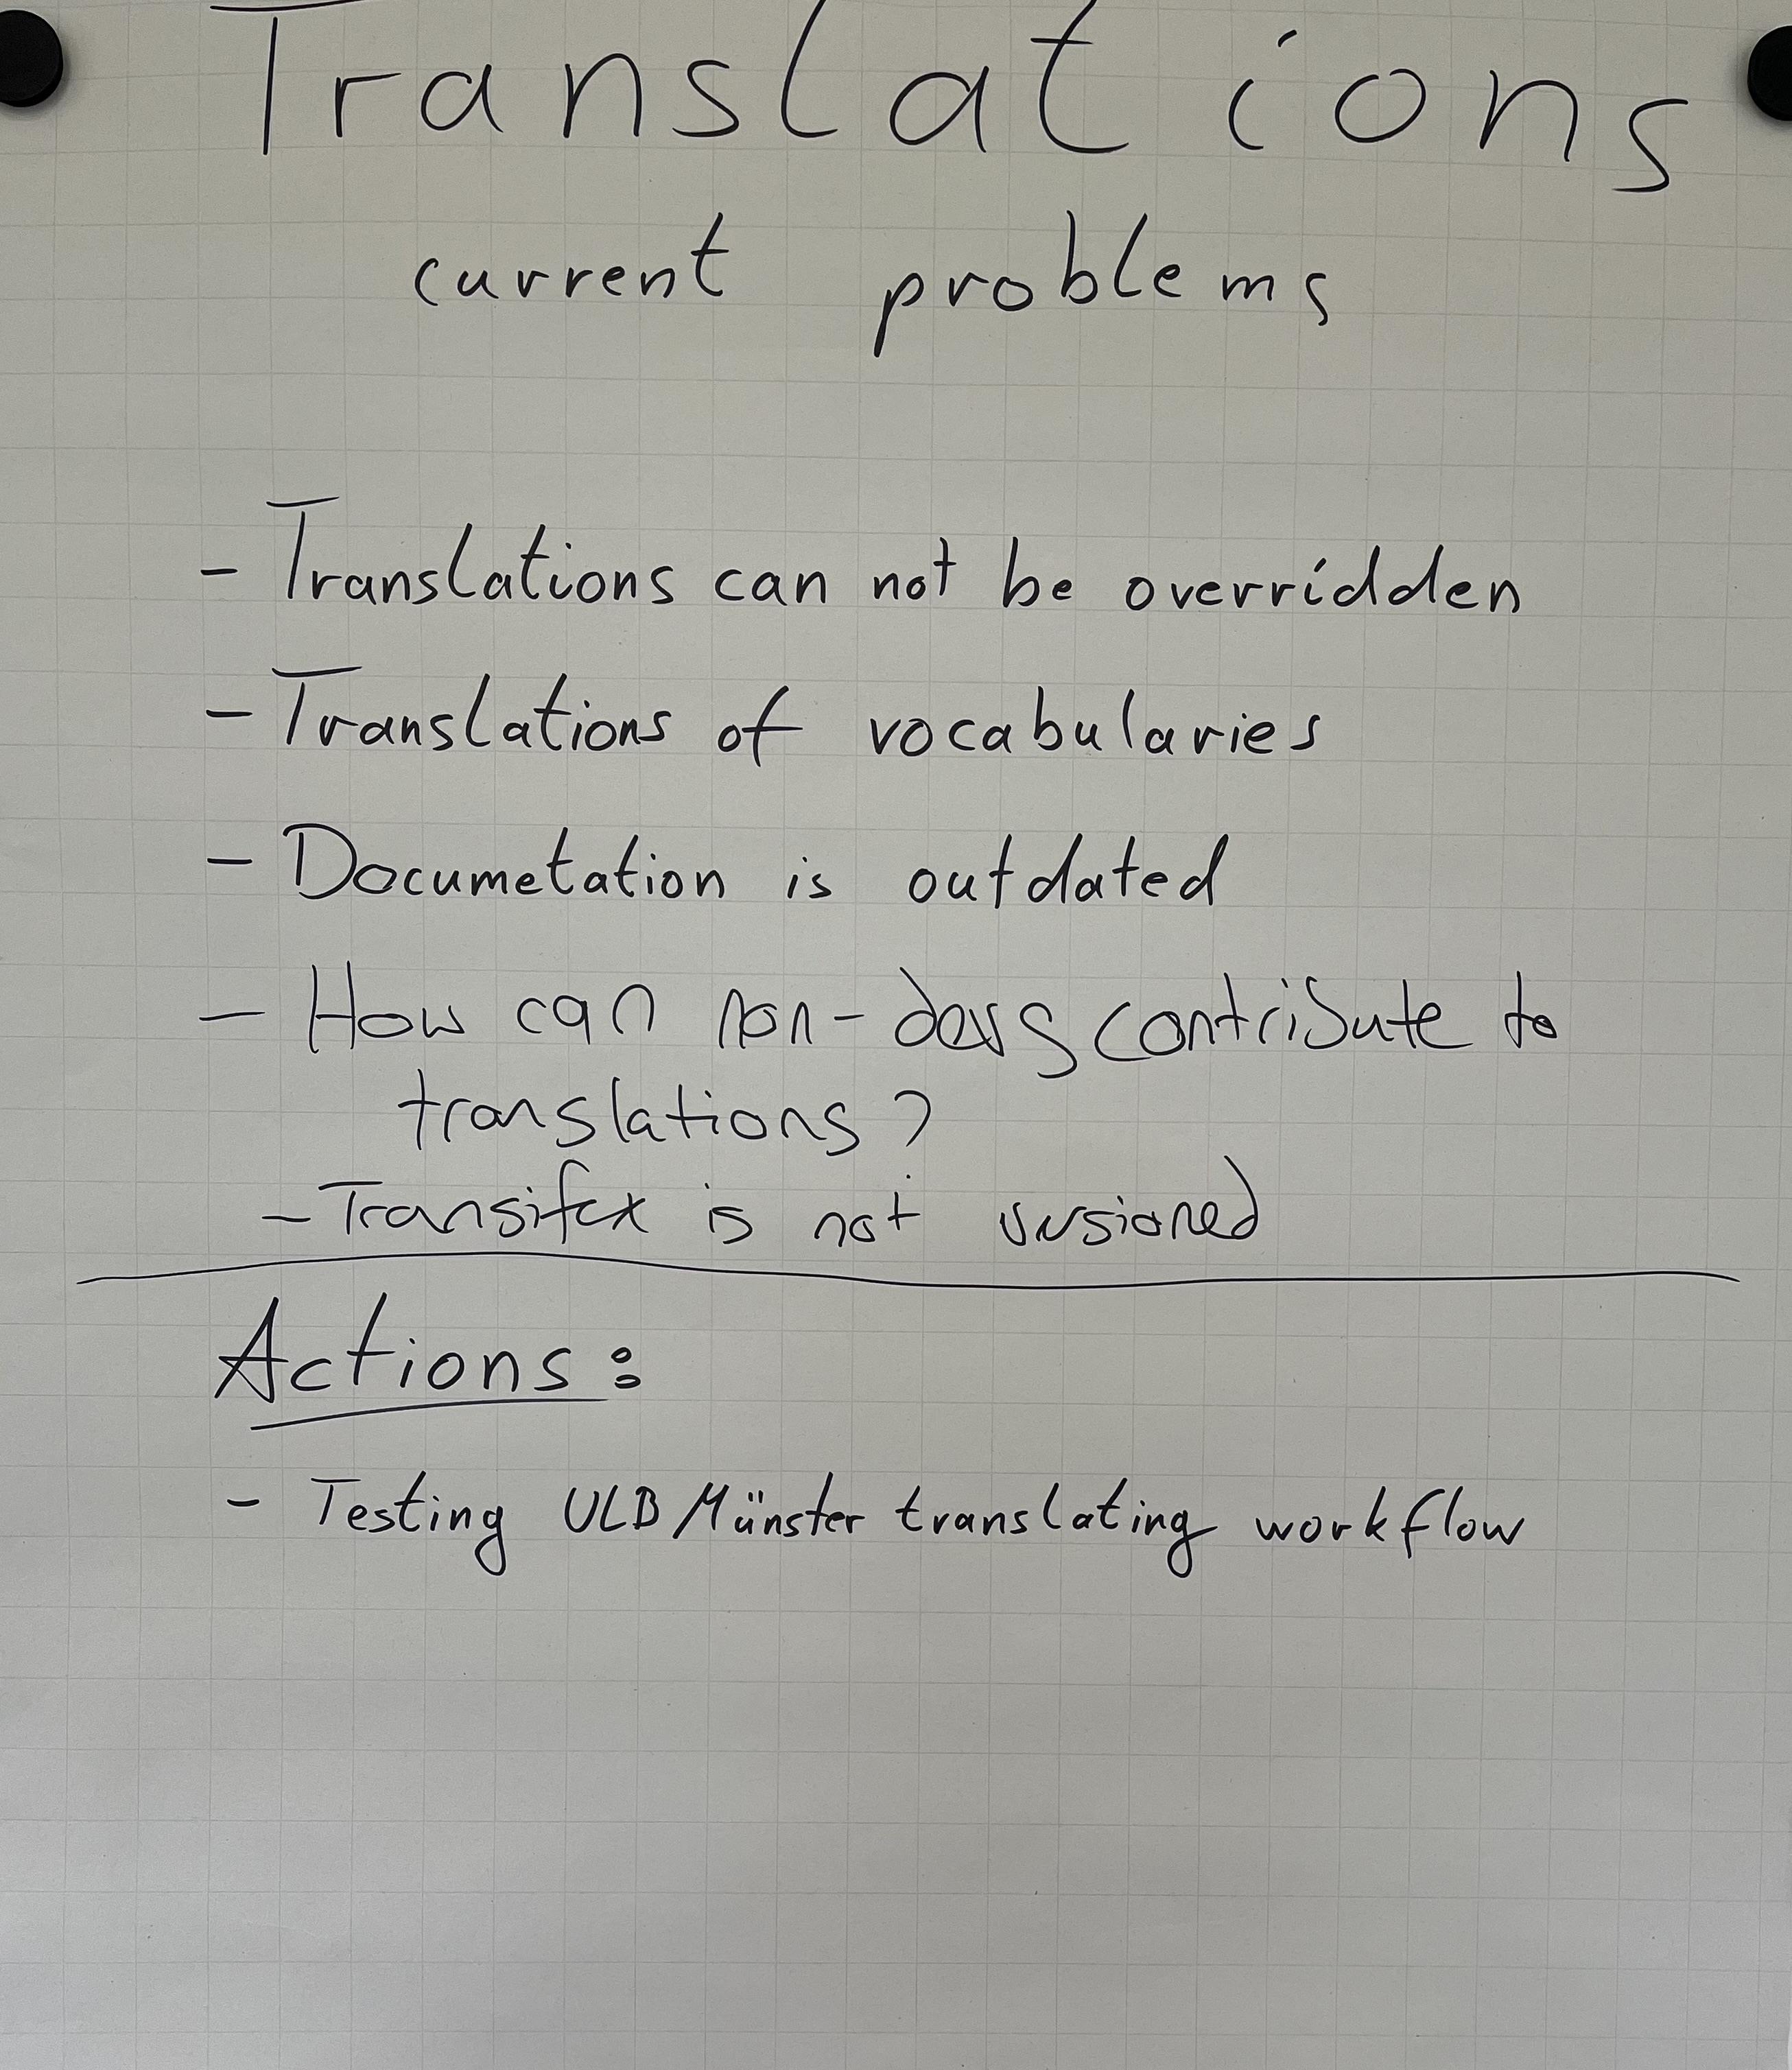 Translations
current problems
- Translations can not be overridden
- Translations of vocabularies
- Documetation is outdated
- How can non-devs contribute to
translations?
- Transifex is not versioned
Actions:
- Testing ULB Münster translating workflow